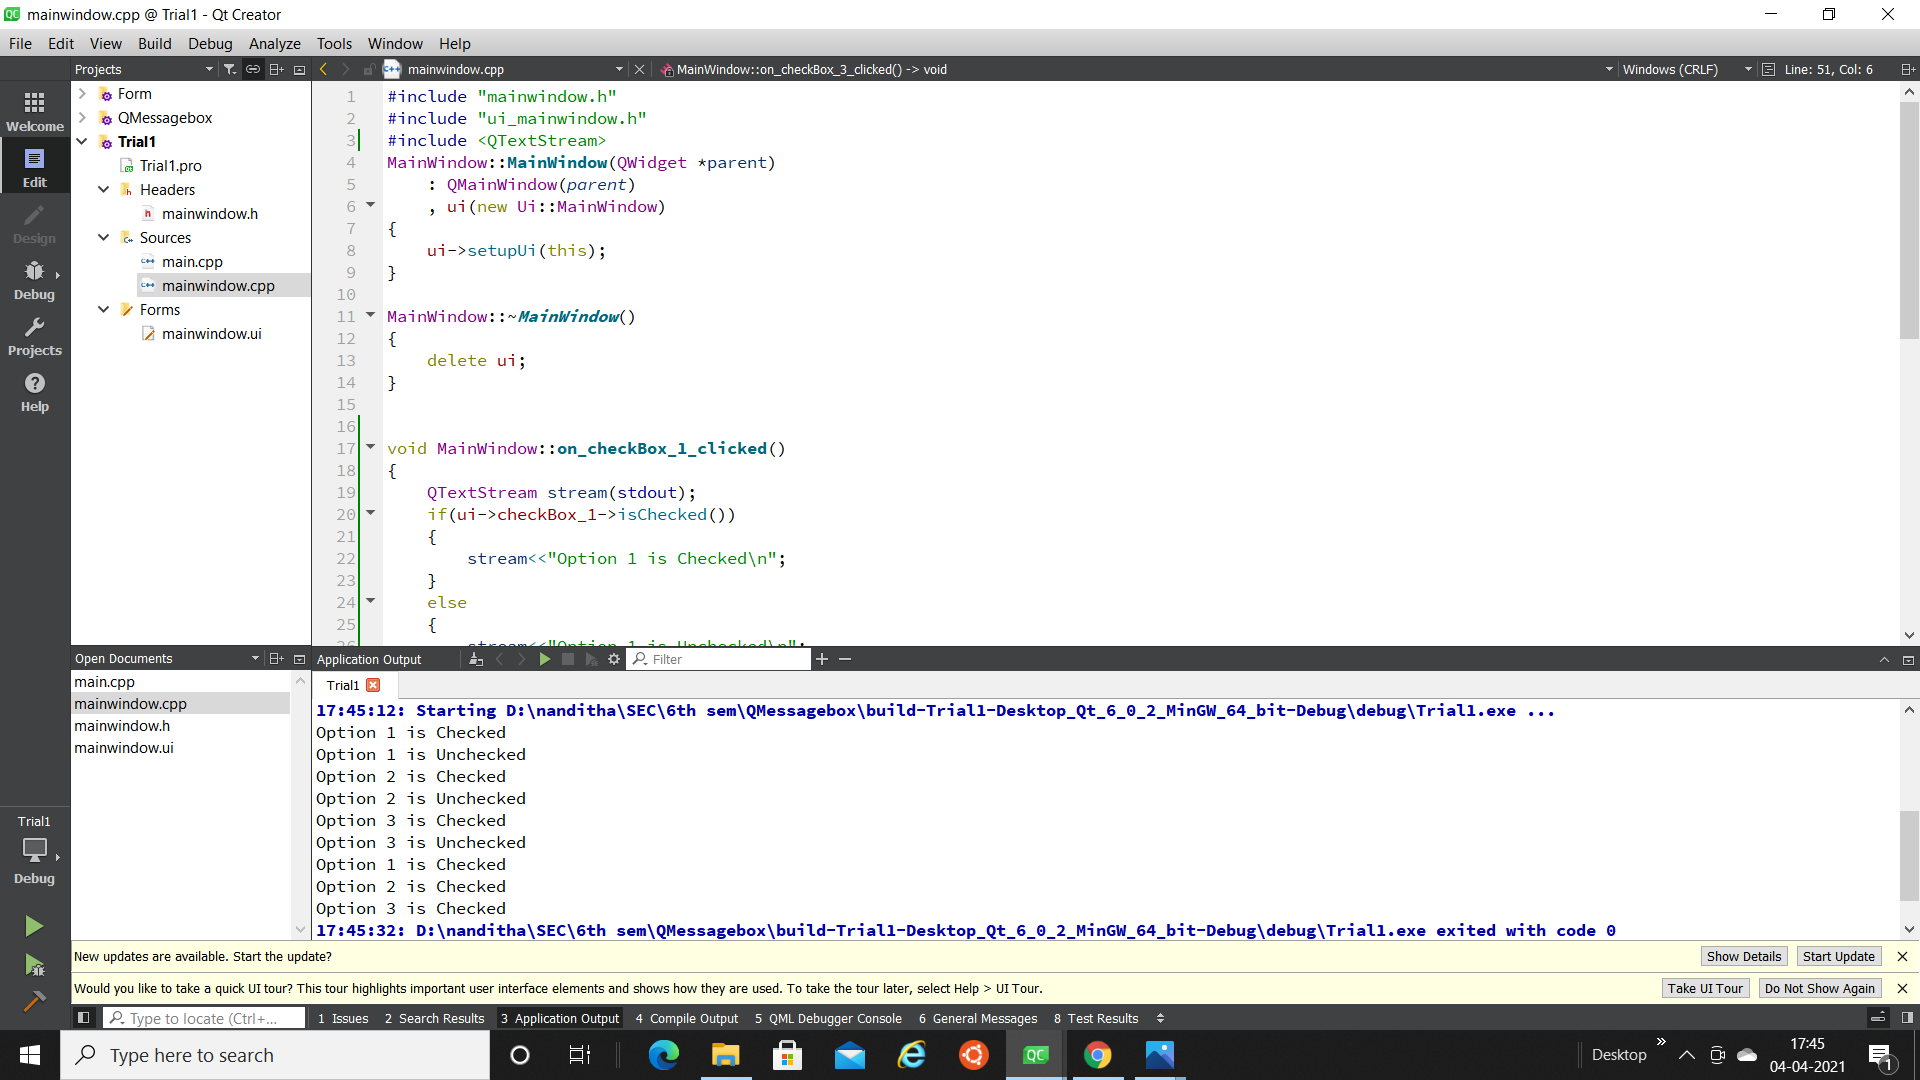 mainwindow.cpp @ Trial1 - Qt Creator
File Edit View Build Debug Analyze Tools Window Help
Projects
mainwindow.cpp
MainWindow::on_checkBox_3_clicked() -> void
Windows (CRLF)
Line: 51, Col: 6
Welcome
Edit
Design
Debug
Projects
Help
Form
QMessagebox
Trial1
Trial1.pro
Headers
mainwindow.h
Sources
main.cpp
mainwindow.cpp
Forms
mainwindow.ui
1 #include "mainwindow.h"
2 #include "ui_mainwindow.h"
3 #include <QTextStream>
4 MainWindow::MainWindow(QWidget *parent)
5     : QMainWindow(parent)
6     , ui(new Ui::MainWindow)
7 {
8     ui->setupUi(this);
9 }
10
11 MainWindow::~MainWindow()
12 {
13     delete ui;
14 }
15
16
17 void MainWindow::on_checkBox_1_clicked()
18 {
19     QTextStream stream(stdout);
20     if(ui->checkBox_1->isChecked())
21     {
22         stream<<"Option 1 is Checked\n";
23     }
24     else
25     {
26         stream<<"Option 1 is Unchecked\n";
Open Documents
main.cpp
mainwindow.cpp
mainwindow.h
mainwindow.ui
Application Output
Filter
Trial1
17:45:12: Starting D:\nanditha\SEC\6th sem\QMessagebox\build-Trial1-Desktop_Qt_6_0_2_MinGW_64_bit-Debug\debug\Trial1.exe ...
Option 1 is Checked
Option 1 is Unchecked
Option 2 is Checked
Option 2 is Unchecked
Option 3 is Checked
Option 3 is Unchecked
Option 1 is Checked
Option 2 is Checked
Option 3 is Checked
17:45:32: D:\nanditha\SEC\6th sem\QMessagebox\build-Trial1-Desktop_Qt_6_0_2_MinGW_64_bit-Debug\debug\Trial1.exe exited with code 0
Trial1
Debug
New updates are available. Start the update?
Show Details
Start Update
Would you like to take a quick UI tour? This tour highlights important user interface elements and shows how they are used. To take the tour later, select Help > UI Tour.
Take UI Tour
Do Not Show Again
Type to locate (Ctrl+...
1 Issues
2 Search Results
3 Application Output
4 Compile Output
5 QML Debugger Console
6 General Messages
8 Test Results
Type here to search
QC
Desktop
17:45
04-04-2021
1